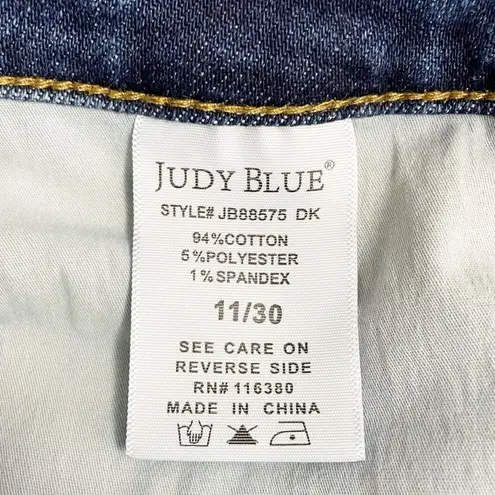 JUDY BLUE®
STYLE# JB88575 DK
94%COTTON
5%POLYESTER
1%SPANDEX
11/30
SEE CARE ON
REVERSE SIDE
RN# 116380
MADE IN CHINA